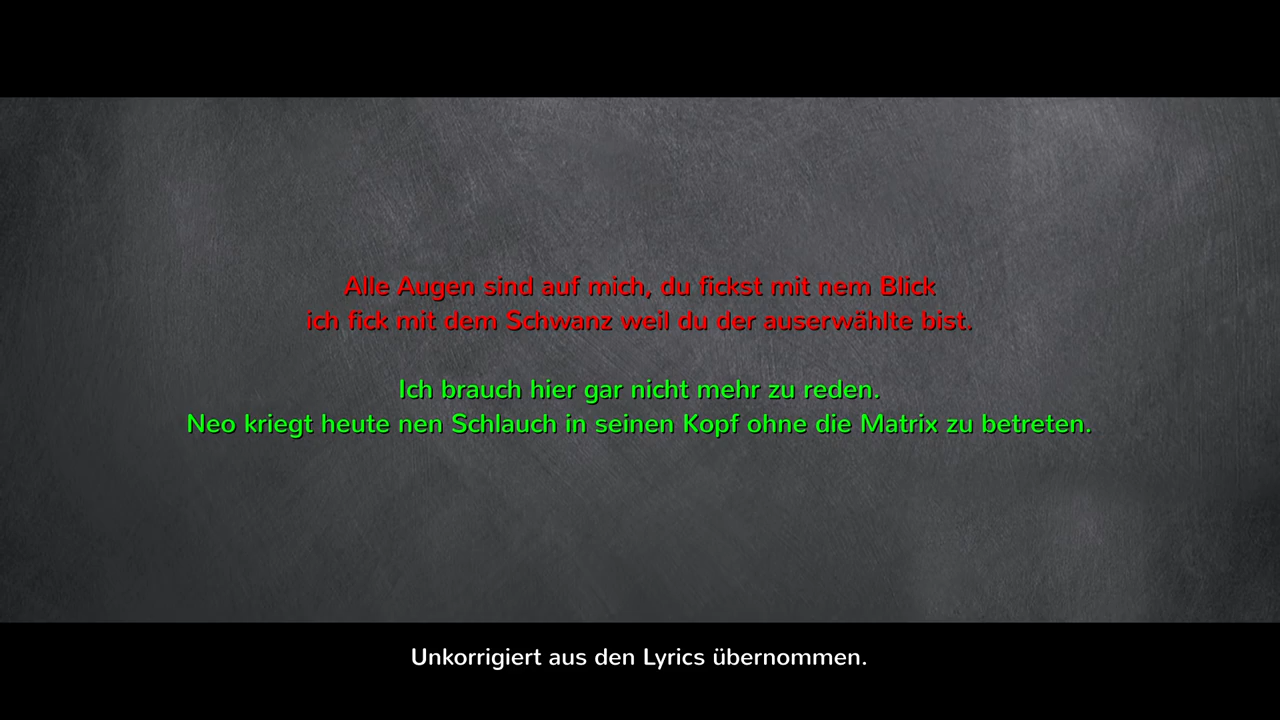 Alle Augen sind auf mich, du fickst mit nem Blick
ich fick mit dem Schwanz weil du der auserwählte bist.
Ich brauch hier gar nicht mehr zu reden.
Neo kriegt heute nen Schlauch in seinen Kopf ohne die Matrix zu betreten.
Unkorrigiert aus den Lyrics übernommen.